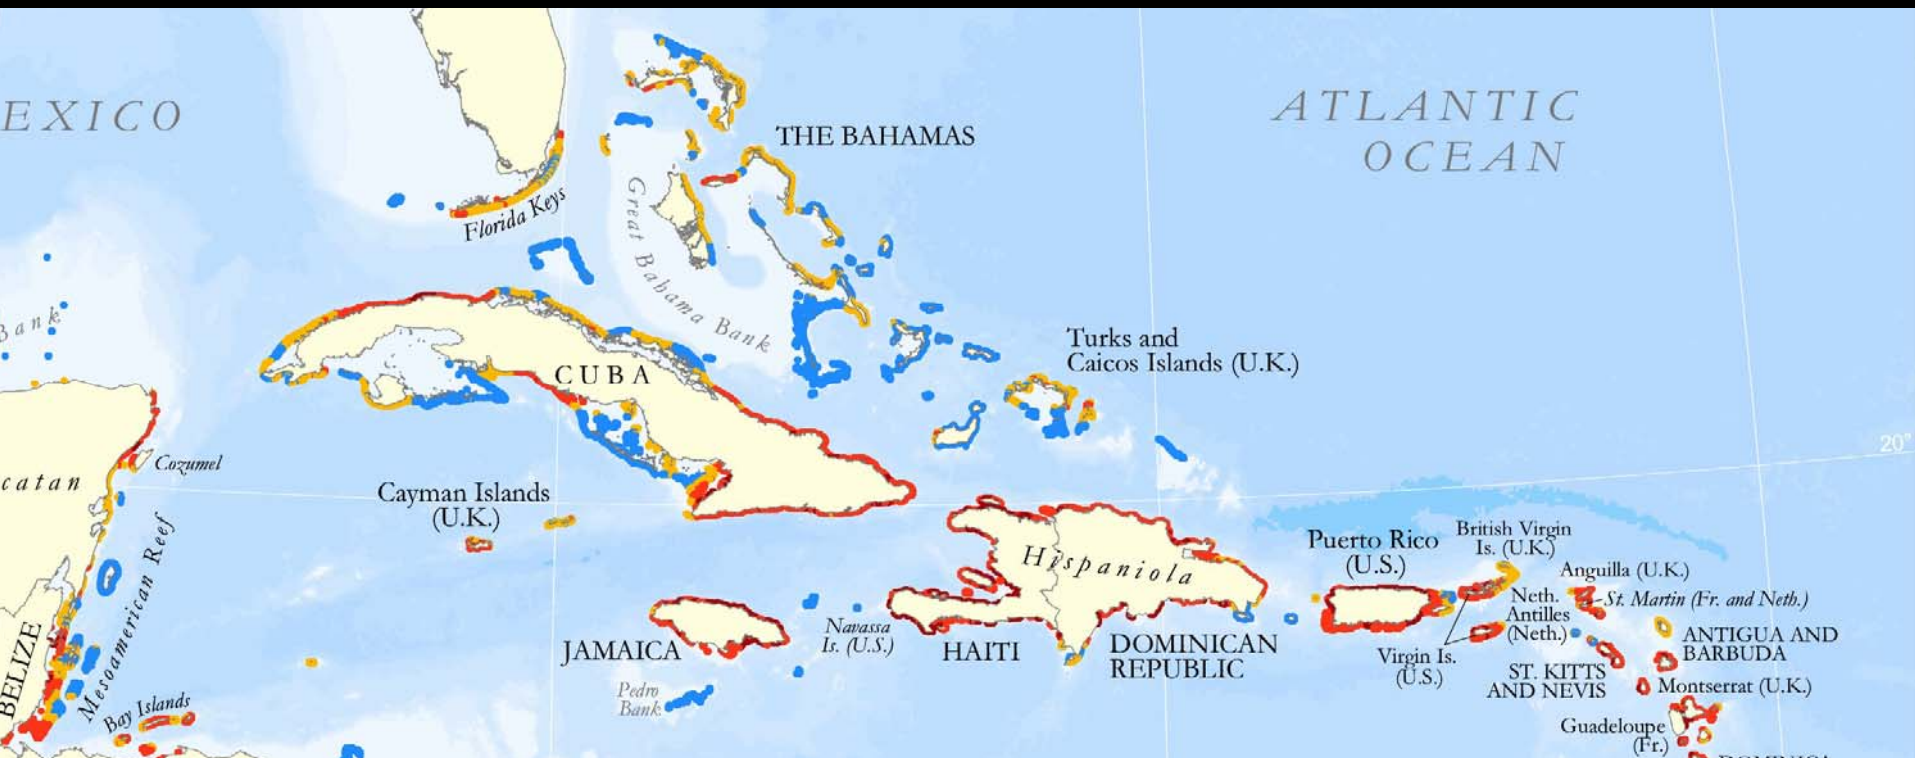 EXICO
ATLANTIC
OCEAN
THE BAHAMAS
Florida Keys
Great Bahama Bank
Bank
Turks and
Caicos Islands (U.K.)
CUBA
20°
Cozumel
catan
Cayman Islands
(U.K.)
Mesoamerican Reef
Hispaniola
Puerto Rico
(U.S.)
British Virgin
Is. (U.K.)
Anguilla (U.K.)
St. Martin (Fr. and Neth.)
Neth.
Antilles
(Neth.)
BELIZE
JAMAICA
Navassa
Is. (U.S.)
HAITI
DOMINICAN
REPUBLIC
Virgin Is.
(U.S.)
ANTIGUA AND
BARBUDA
ST. KITTS
AND NEVIS
Montserrat (U.K.)
Pedro
Bank
Bay Islands
Guadeloupe
(Fr.)
DOMINICA